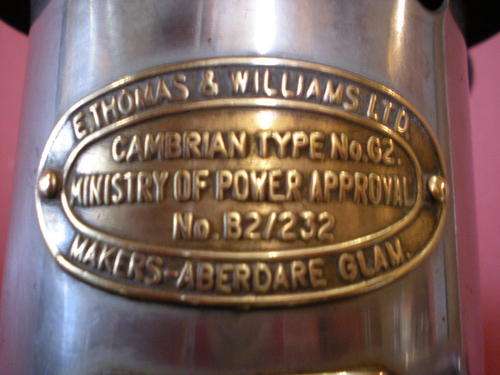 E.THOMAS & WILLIAMS LTD.
CAMBRIAN TYPE No.G2.
MINISTRY OF POWER APPROVAL
No.B2/232
MAKERS-ABERDARE GLAM.